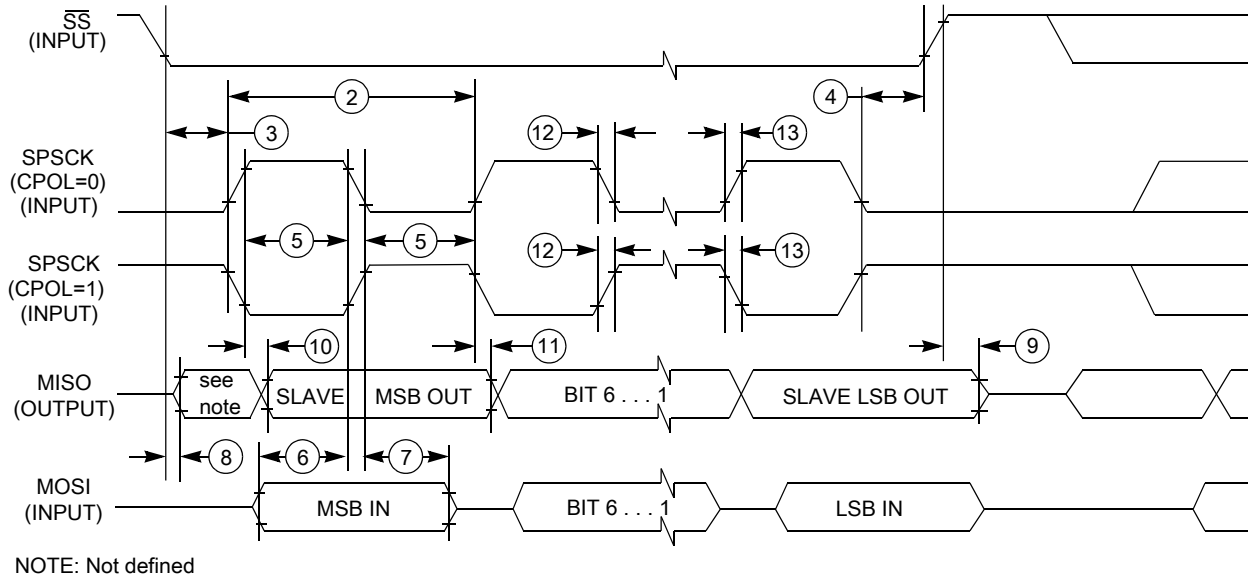 SS
(INPUT)
2
4
3
12
13
SPSCK
(CPOL=0)
(INPUT)
5
5
12
13
SPSCK
(CPOL=1)
(INPUT)
10
11
9
MISO
(OUTPUT)
see
note
SLAVE
MSB OUT
BIT 6 . . . 1
SLAVE LSB OUT
8
6
7
MOSI
(INPUT)
MSB IN
BIT 6 . . . 1
LSB IN
NOTE: Not defined